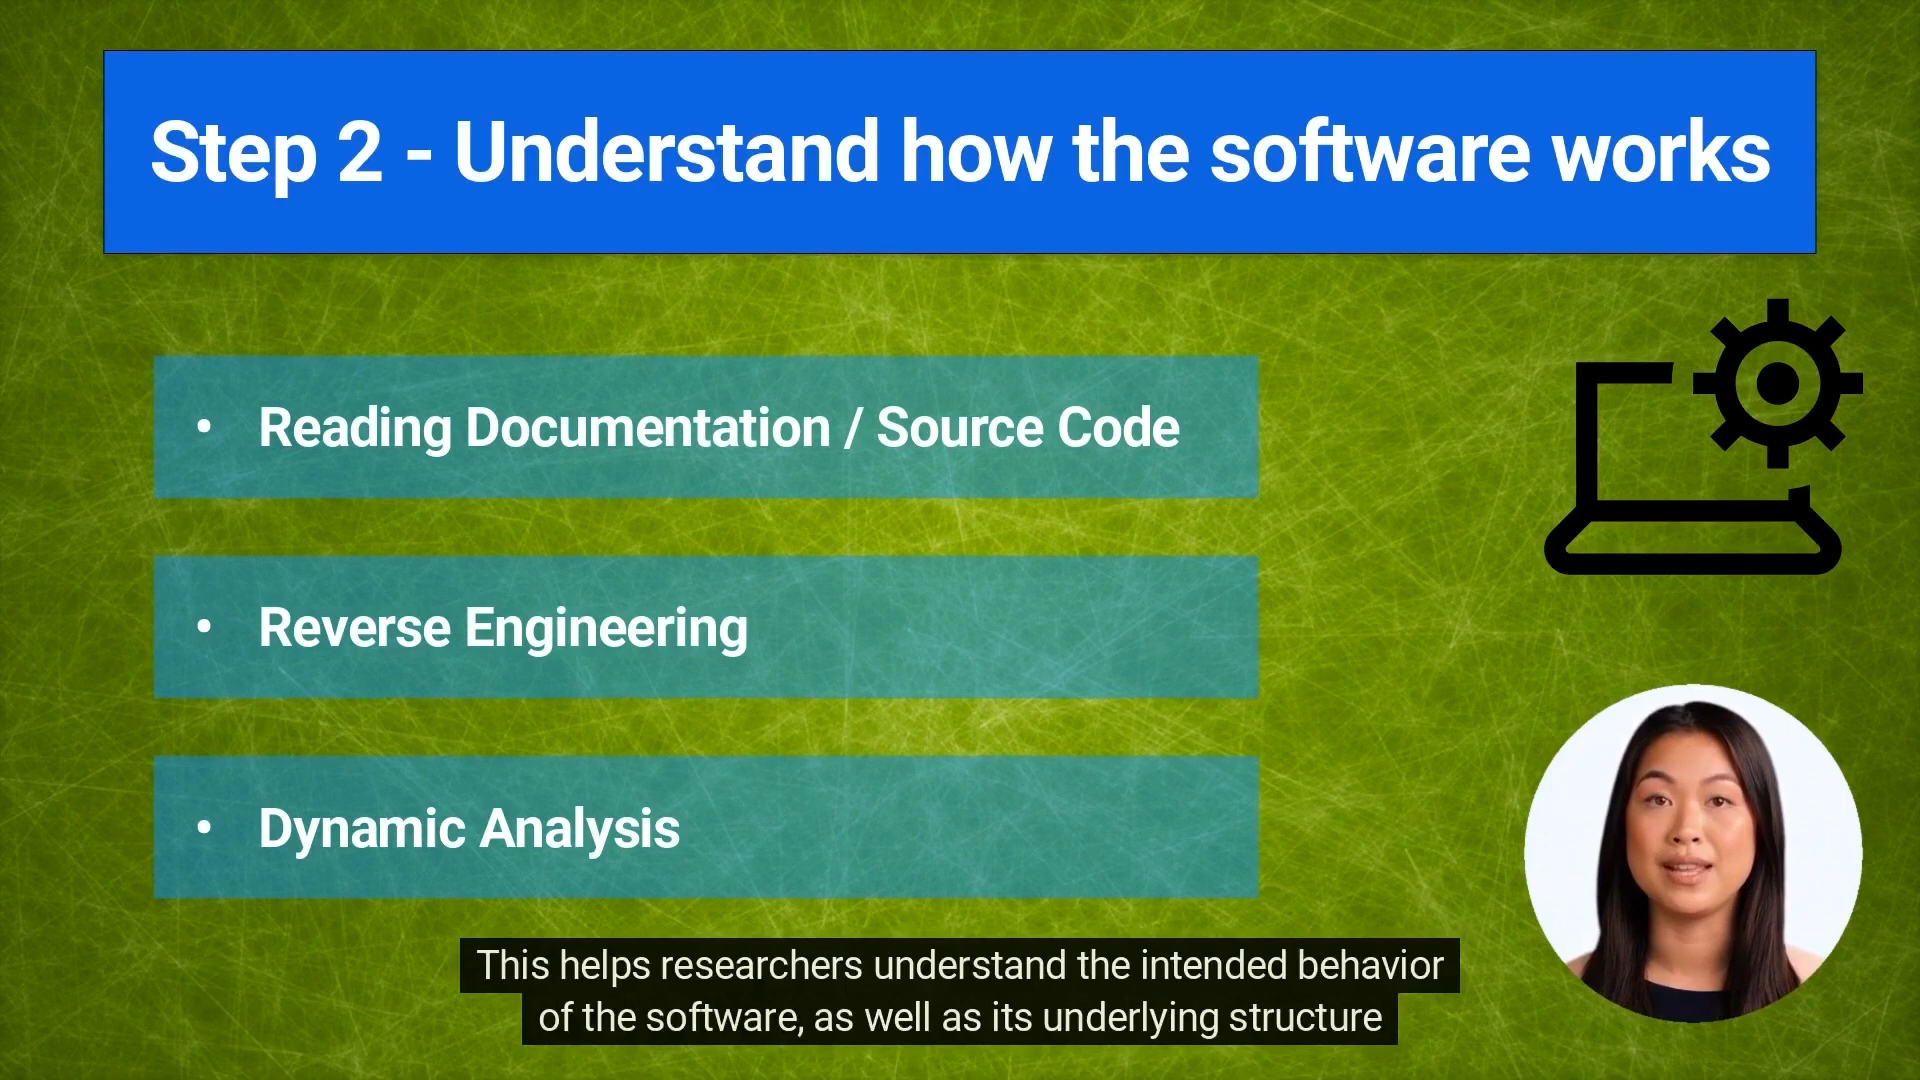 Step 2 - Understand how the software works
• Reading Documentation / Source Code
• Reverse Engineering
• Dynamic Analysis
This helps researchers understand the intended behavior
of the software, as well as its underlying structure